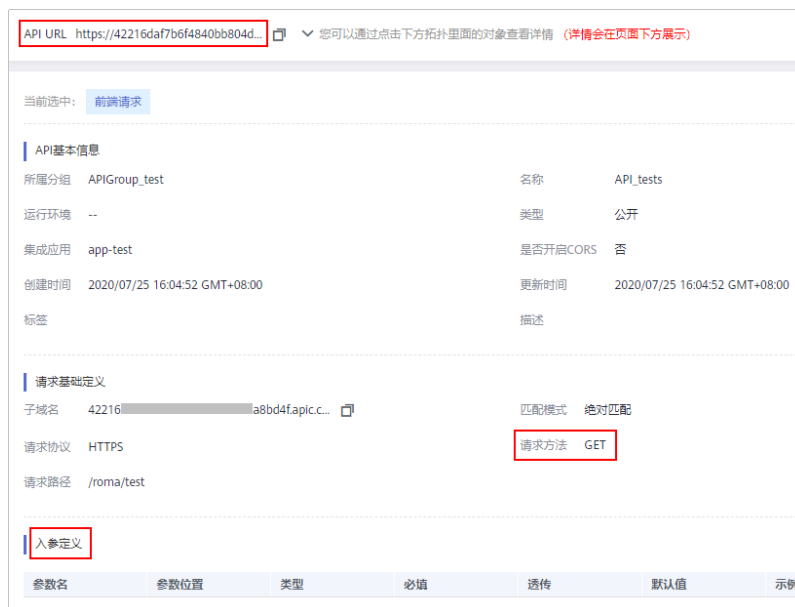 API URL https://42216daf7b6f4840bb804d... 您可以通过点击下方拓扑里面的对象查看详情 (详情会在页面下方展示)
当前选中: 前端请求
API基本信息
所属分组 APIGroup_test 名称 API_tests
运行环境 -- 类型 公开
集成应用 app-test 是否开启CORS 否
创建时间 2020/07/25 16:04:52 GMT+08:00 更新时间 2020/07/25 16:04:52 GMT+08:00
标签 描述
请求基础定义
子域名 42216 a8bd4f.apic.c... 匹配模式 绝对匹配
请求协议 HTTPS 请求方法 GET
请求路径 /roma/test
入参定义
参数名 参数位置 类型 必填 透传 默认值 示例